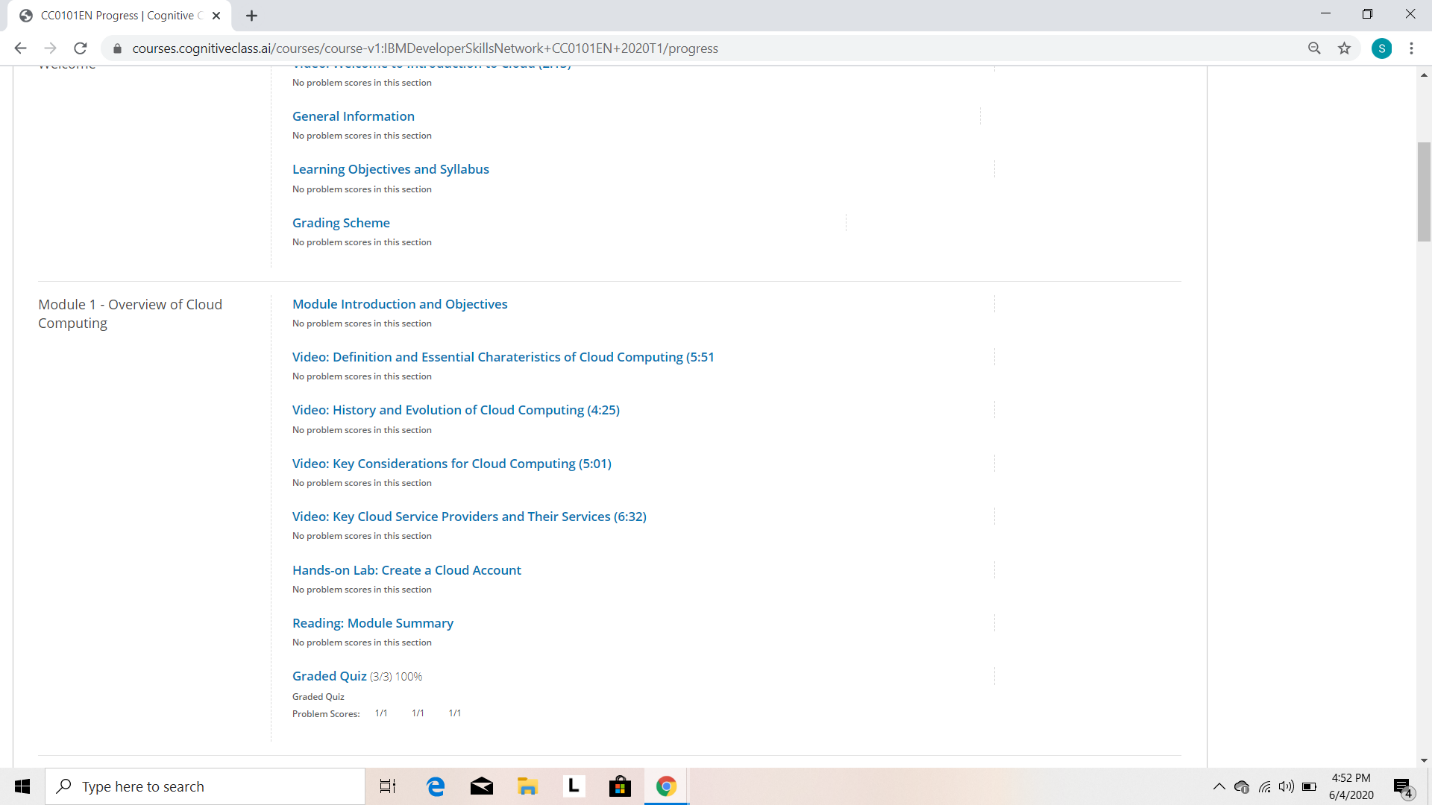 CC0101EN Progress | Cognitive C
courses.cognitiveclass.ai/courses/course-v1:IBMDeveloperSkillsNetwork+CC0101EN+2020T1/progress
S
Welcome
Video: Welcome to Introduction to Cloud
No problem scores in this section
General Information
No problem scores in this section
Learning Objectives and Syllabus
No problem scores in this section
Grading Scheme
No problem scores in this section
Module 1 - Overview of Cloud
Computing
Module Introduction and Objectives
No problem scores in this section
Video: Definition and Essential Charateristics of Cloud Computing (5:51
No problem scores in this section
Video: History and Evolution of Cloud Computing (4:25)
No problem scores in this section
Video: Key Considerations for Cloud Computing (5:01)
No problem scores in this section
Video: Key Cloud Service Providers and Their Services (6:32)
No problem scores in this section
Hands-on Lab: Create a Cloud Account
No problem scores in this section
Reading: Module Summary
No problem scores in this section
Graded Quiz (3/3) 100%
Graded Quiz
Problem Scores: 1/1 1/1 1/1
Type here to search
L
4:52 PM
6/4/2020
4